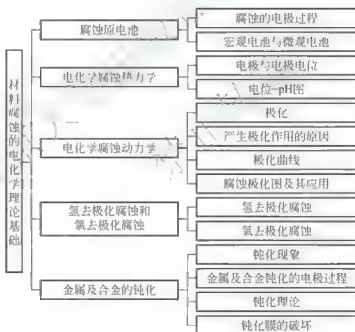 材料腐蚀的电化学理论基础
腐蚀原电池
腐蚀的电极过程
宏观电池与微观电池
电化学腐蚀热力学
电极与电极电位
电位-pH图
电化学腐蚀动力学
极化
产生极化作用的原因
极化曲线
腐蚀极化图及其应用
氢去极化腐蚀和
氧去极化腐蚀
氢去极化腐蚀
氧去极化腐蚀
金属及合金的钝化
钝化现象
金属及合金钝化的电极过程
钝化理论
钝化膜的破坏